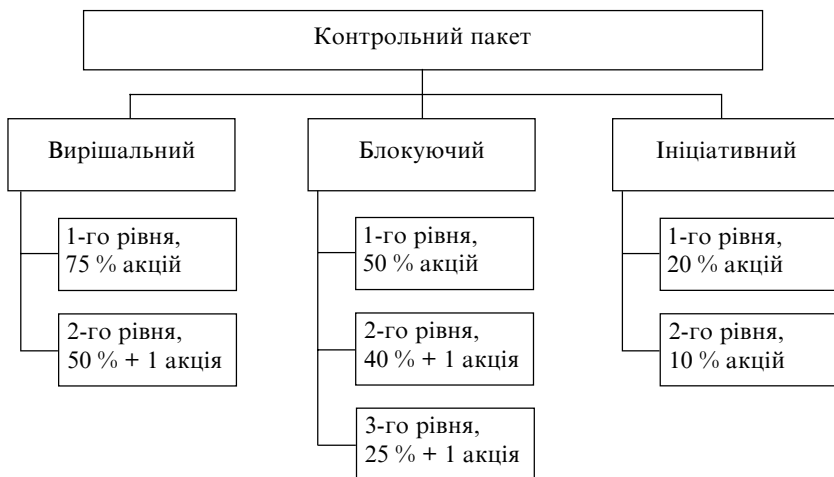 Контрольний пакет
Вирішальний
Блокуючий
Ініціативний
1-го рівня,
75 % акцій
1-го рівня,
50 % акцій
1-го рівня,
20 % акцій
2-го рівня,
50 % + 1 акція
2-го рівня,
40 % + 1 акція
2-го рівня,
10 % акцій
3-го рівня,
25 % + 1 акція